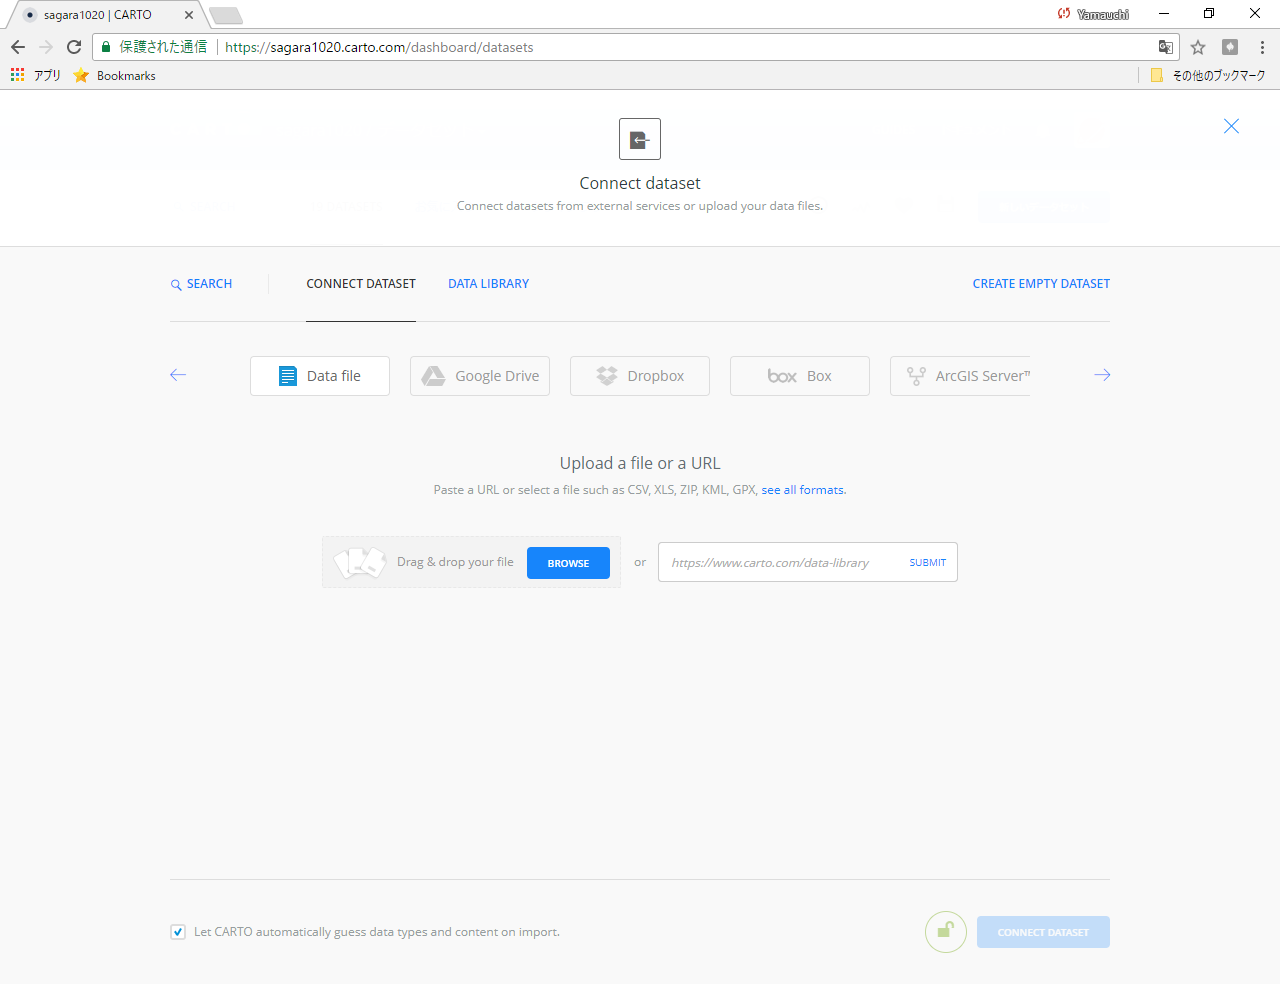 sagara1020 | CARTO
Yamauchi
保護された通信 https://sagara1020.carto.com/dashboard/datasets
アプリ Bookmarks その他のブックマーク
Connect dataset
Connect datasets from external services or upload your data files.
SEARCH CONNECT DATASET DATA LIBRARY CREATE EMPTY DATASET
Data file Google Drive Dropbox box Box ArcGIS Server™
Upload a file or a URL
Paste a URL or select a file such as CSV, XLS, ZIP, KML, GPX, see all formats.
Drag & drop your file BROWSE or https://www.carto.com/data-library SUBMIT
Let CARTO automatically guess data types and content on import. CONNECT DATASET